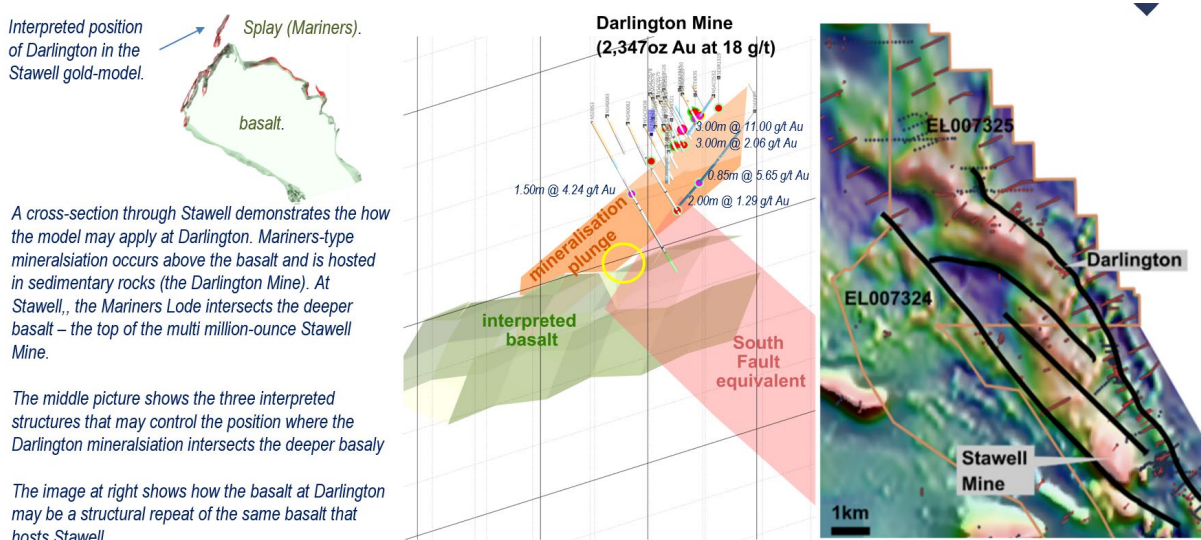 Interpreted position
of Darlington in the
Stawell gold-model.
Splay (Mariners).
basalt.
A cross-section through Stawell demonstrates the how
the model may apply at Darlington. Mariners-type
mineralsiation occurs above the basalt and is hosted
in sedimentary rocks (the Darlington Mine). At
Stawell,, the Mariners Lode intersects the deeper
basalt – the top of the multi million-ounce Stawell
Mine.
The middle picture shows the three interpreted
structures that may control the position where the
Darlington mineralsiation intersects the deeper basaly
The image at right shows how the basalt at Darlington
may be a structural repeat of the same basalt that
hosts Stawell
Darlington Mine
(2,347oz Au at 18 g/t)
3.00m @ 11.00 g/t Au
3.00m @ 2.06 g/t Au
0.85m @ 5.65 g/t Au
1.50m @ 4.24 g/t Au
2.00m @ 1.29 g/t Au
mineralisation
plunge
interpreted
basalt
South
Fault
equivalent
EL007325
Darlington
EL007324
Stawell
Mine
1km